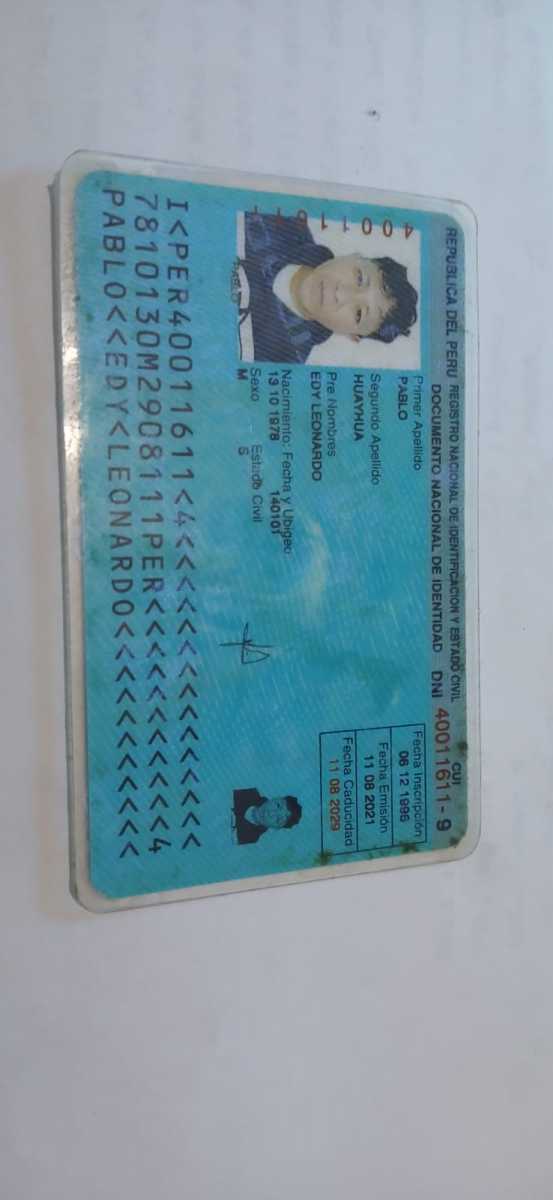 REPUBLICA DEL PERU REGISTRO NACIONAL DE IDENTIFICACION Y ESTADO CIVIL
DOCUMENTO NACIONAL DE IDENTIDAD DNI 40011611 - 9
CUI
Primer Apellido
PABLO
Segundo Apellido
HUAYHUA
Pre Nombres
EDY LEONARDO
Nacimiento: Fecha y Ubigeo
13 10 1978 140101
Sexo Estado Civil
M S
Fecha Inscripción
06 12 1996
Fecha Emisión
11 08 2021
Fecha Caducidad
11 08 2029
40011611
PABLO
I<PER40011611<4<<<<<<<<<<<<<<<
7810130M2908111PER<<<<<<<<<<<4
PABLO<<EDY<LEONARDO<<<<<<<<<<<